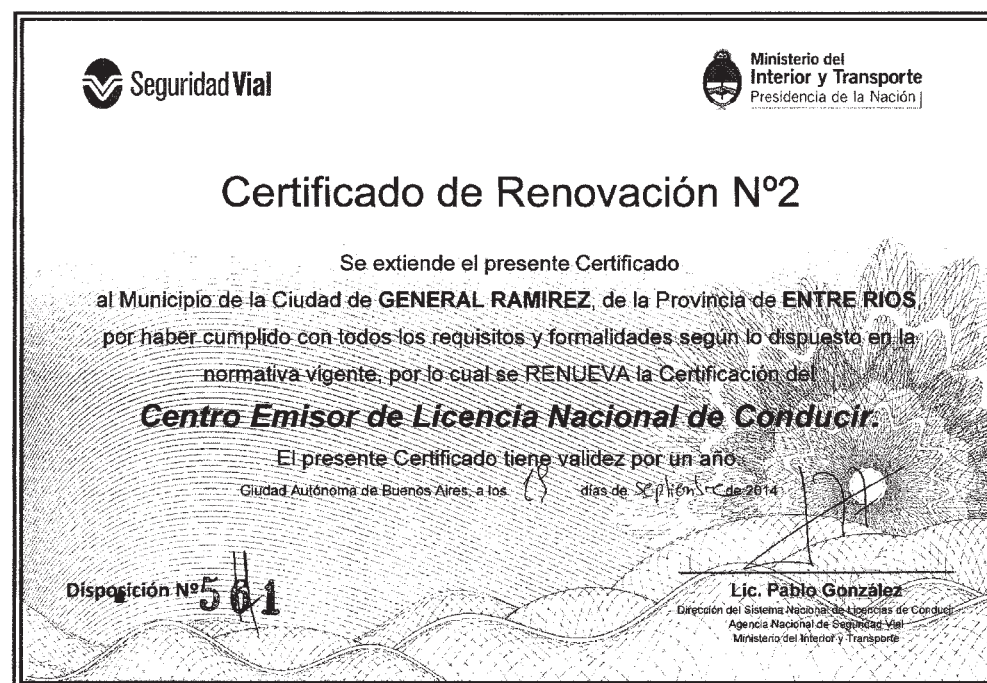 Seguridad Vial
Ministerio del
Interior y Transporte
Presidencia de la Nación
Certificado de Renovación Nº2
Se extiende el presente Certificado
al Municipio de la Ciudad de GENERAL RAMIREZ, de la Provincia de ENTRE RIOS
por haber cumplido con todos los requisitos y formalidades según lo dispuesto en la
normativa vigente, por lo cual se RENUEVA la Certificación del
Centro Emisor de Licencia Nacional de Conducir.
El presente Certificado tiene validez por un año.
Ciudad Autónoma de Buenos Aires, a los días de septiembre de 2014
Disposición Nº 561
Lic. Pablo González
Dirección del Sistema Nacional de Licencias de Conducir
Agencia Nacional de Seguridad Vial
Ministerio del Interior y Transporte